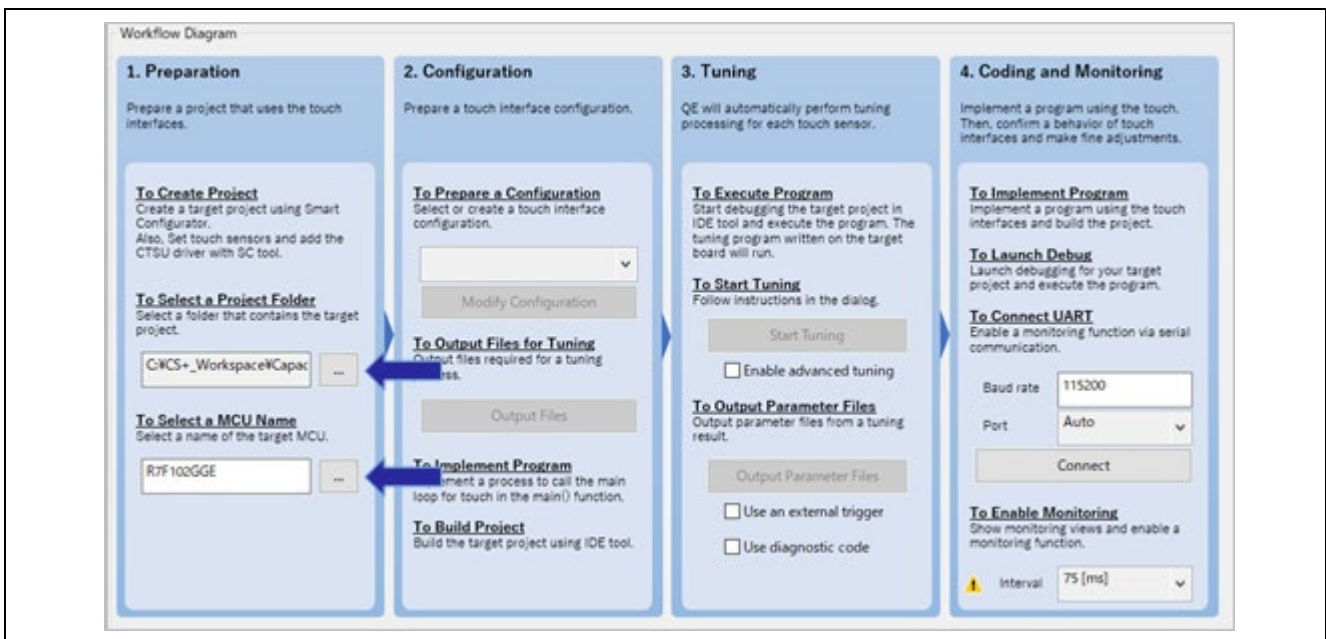 Workflow Diagram
1. Preparation
Prepare a project that uses the touch
interfaces.
To Create Project
Create a target project using Smart
Configurator.
Also, Set touch sensors and add the
CTSU driver with SC tool.
To Select a Project Folder
Select a folder that contains the target
project.
C:¥CS+_Workspace¥Capac
...
To Select a MCU Name
Select a name of the target MCU.
R7F102GGE
...
2. Configuration
Prepare a touch interface configuration.
To Prepare a Configuration
Select or create a touch interface
configuration.
Modify Configuration
To Output Files for Tuning
Output files required for a tuning
Output Files
To Implement Program
a process to call the main
loop for touch in the main() function.
To Build Project
Build the target project using IDE tool.
3. Tuning
QE will automatically perform tuning
processing for each touch sensor.
To Execute Program
Start debugging the target project in
IDE tool and execute the program. The
tuning program written on the target
board will run.
To Start Tuning
Follow instructions in the dialog.
Start Tuning
Enable advanced tuning
To Output Parameter Files
Output parameter files from a tuning
result.
Output Parameter Files
Use an external trigger
Use diagnostic code
4. Coding and Monitoring
Implement a program using the touch.
Then, confirm a behavior of touch
interfaces and make fine adjustments.
To Implement Program
Implement a program using the touch
interfaces and build the project.
To Launch Debug
Launch debugging for your target
project and execute the program.
To Connect UART
Enable a monitoring function via serial
communication.
Baud rate 115200
Port Auto
Connect
To Enable Monitoring
Show monitoring views and enable a
monitoring function.
Interval 75 [ms]